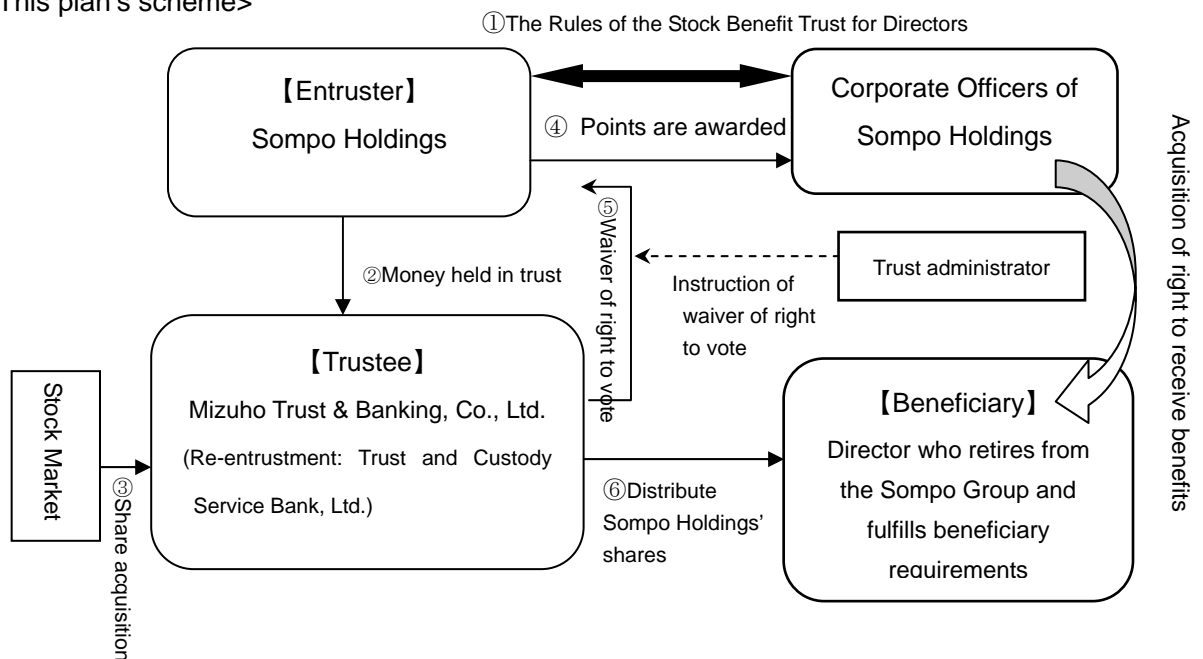 This plan's scheme>
①The Rules of the Stock Benefit Trust for Directors
【Entruster】
Sompo Holdings
Corporate Officers of
Sompo Holdings
④ Points are awarded
Acquisition of right to receive benefits
⑤Waiver of right to vote
②Money held in trust
Instruction of
waiver of right
to vote
Trust administrator
【Trustee】
Mizuho Trust & Banking, Co., Ltd.
(Re-entrustment: Trust and Custody
Service Bank, Ltd.)
Stock Market
③Share acquisition
⑥Distribute
Sompo Holdings’
shares
【Beneficiary】
Director who retires from
the Sompo Group and
fulfills beneficiary
requirements